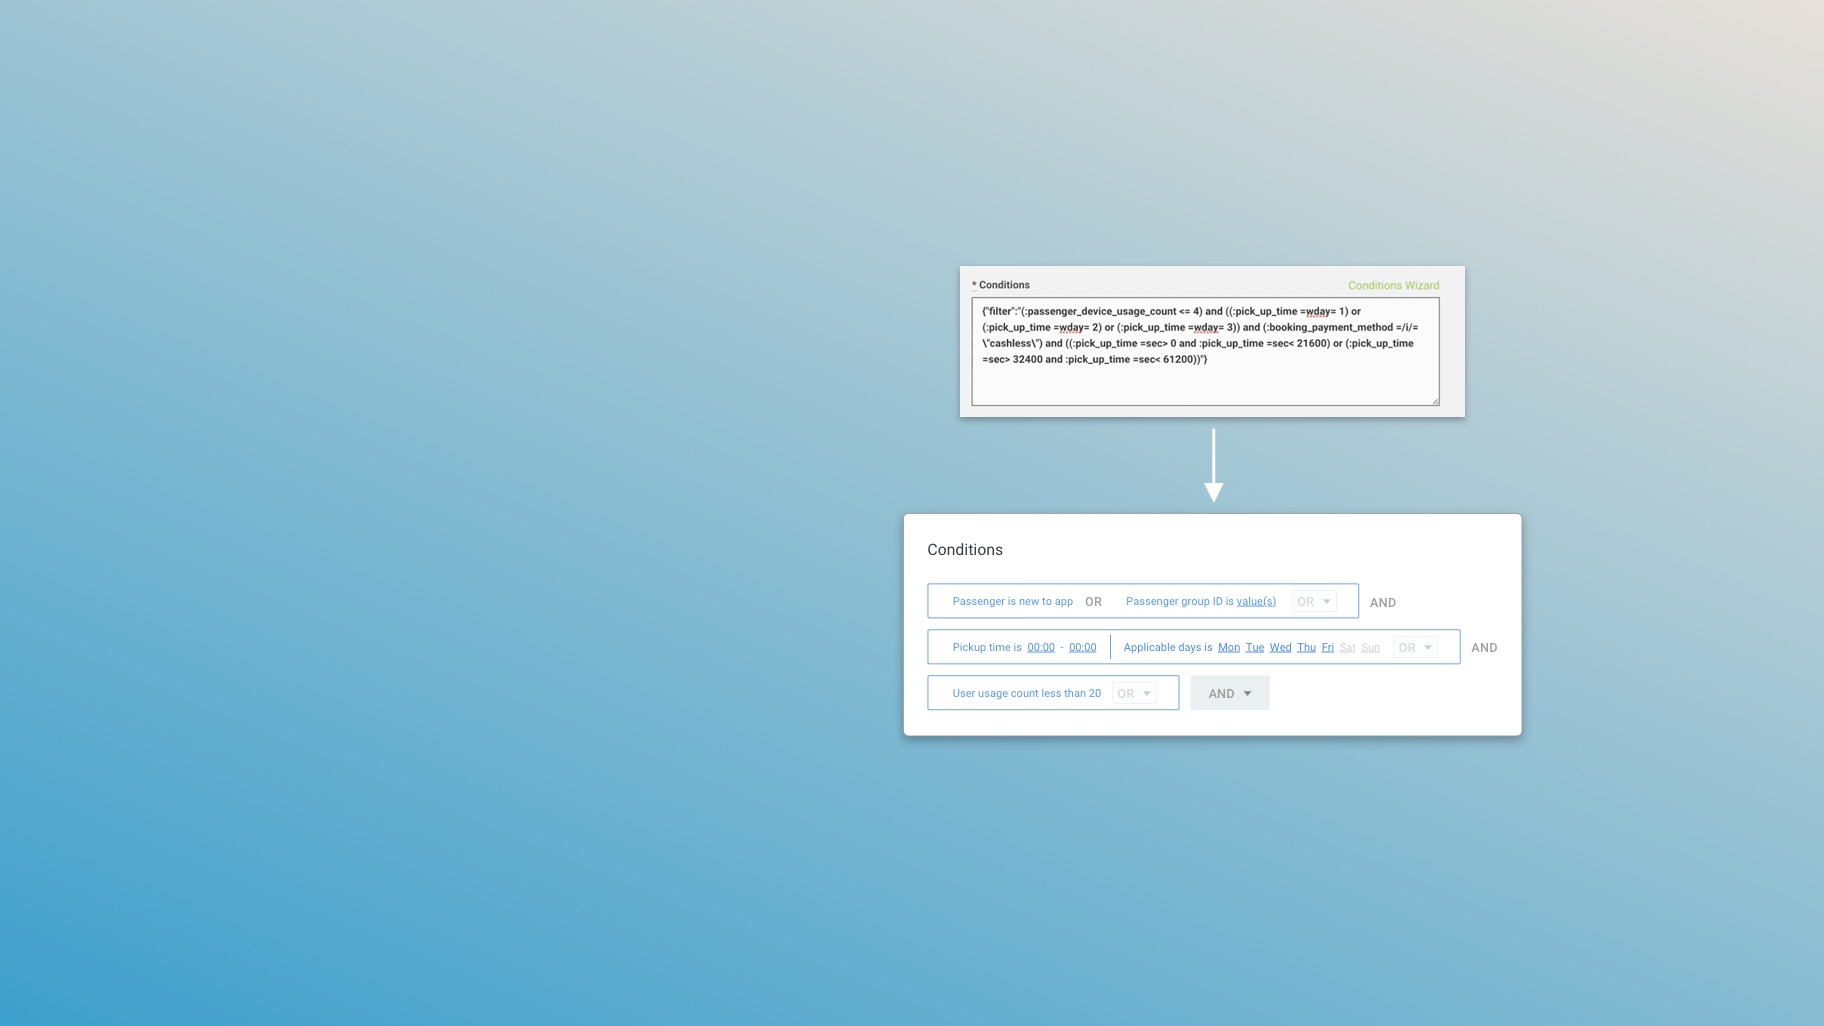 * Conditions
Conditions Wizard
{"filter":"(:passenger_device_usage_count <= 4) and ((:pick_up_time =wday= 1) or
(:pick_up_time =wday= 2) or (:pick_up_time =wday= 3)) and (:booking_payment_method =/i/=
\"cashless\") and ((:pick_up_time =sec> 0 and :pick_up_time =sec< 21600) or (:pick_up_time
=sec> 32400 and :pick_up_time =sec< 61200))"}
Conditions
Passenger is new to app OR Passenger group ID is value(s) OR AND
Pickup time is 00:00 - 00:00 Applicable days is Mon Tue Wed Thu Fri Sat Sun OR AND
User usage count less than 20 OR AND